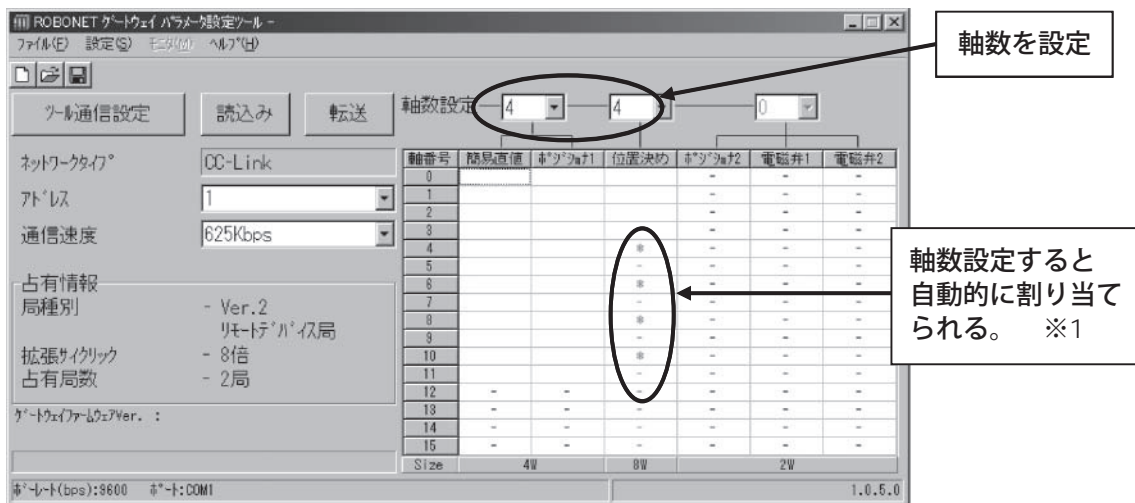 ROBONET ｹﾞｰﾄｳｪｲ ﾊﾟﾗﾒｰﾀ設定ﾂｰﾙ -
ﾌｧｲﾙ(F) 設定(S) ﾓﾆﾀ(M) ﾍﾙﾌﾟ(H)
軸数を設定
ﾂｰﾙ通信設定 読込み 転送 軸数設定 4 4 0
ﾈｯﾄﾜｰｸﾀｲﾌﾟ CC-Link
ｱﾄﾞﾚｽ 1
通信速度 625Kbps
占有情報
局種別 - Ver.2
ﾘﾓｰﾄﾃﾞﾊﾞｲｽ局
拡張ｻｲｸﾘｯｸ - 8倍
占有局数 - 2局
ｹﾞｰﾄｳｪｲﾌｧｰﾑｳｪｱVer. :
軸番号 簡易直値 ﾎﾟｼﾞｼｮﾅ1 位置決め ﾎﾟｼﾞｼｮﾅ2 電磁弁1 電磁弁2
0 - - -
1 - - -
2 - - -
3 - - -
4 * - - -
5 - - - -
6 * - - -
7 - - - -
8 * - - -
9 - - - -
10 * - - -
11 - - - -
12 - - - - - -
13 - - - - - -
14 - - - - - -
15 - - - - - -
Size 4W 8W 2W
軸数設定すると
自動的に割り当て
られる。 ※1
ﾎﾞｰﾚｰﾄ(bps):9600 ﾎﾟｰﾄ:COM1 1.0.5.0